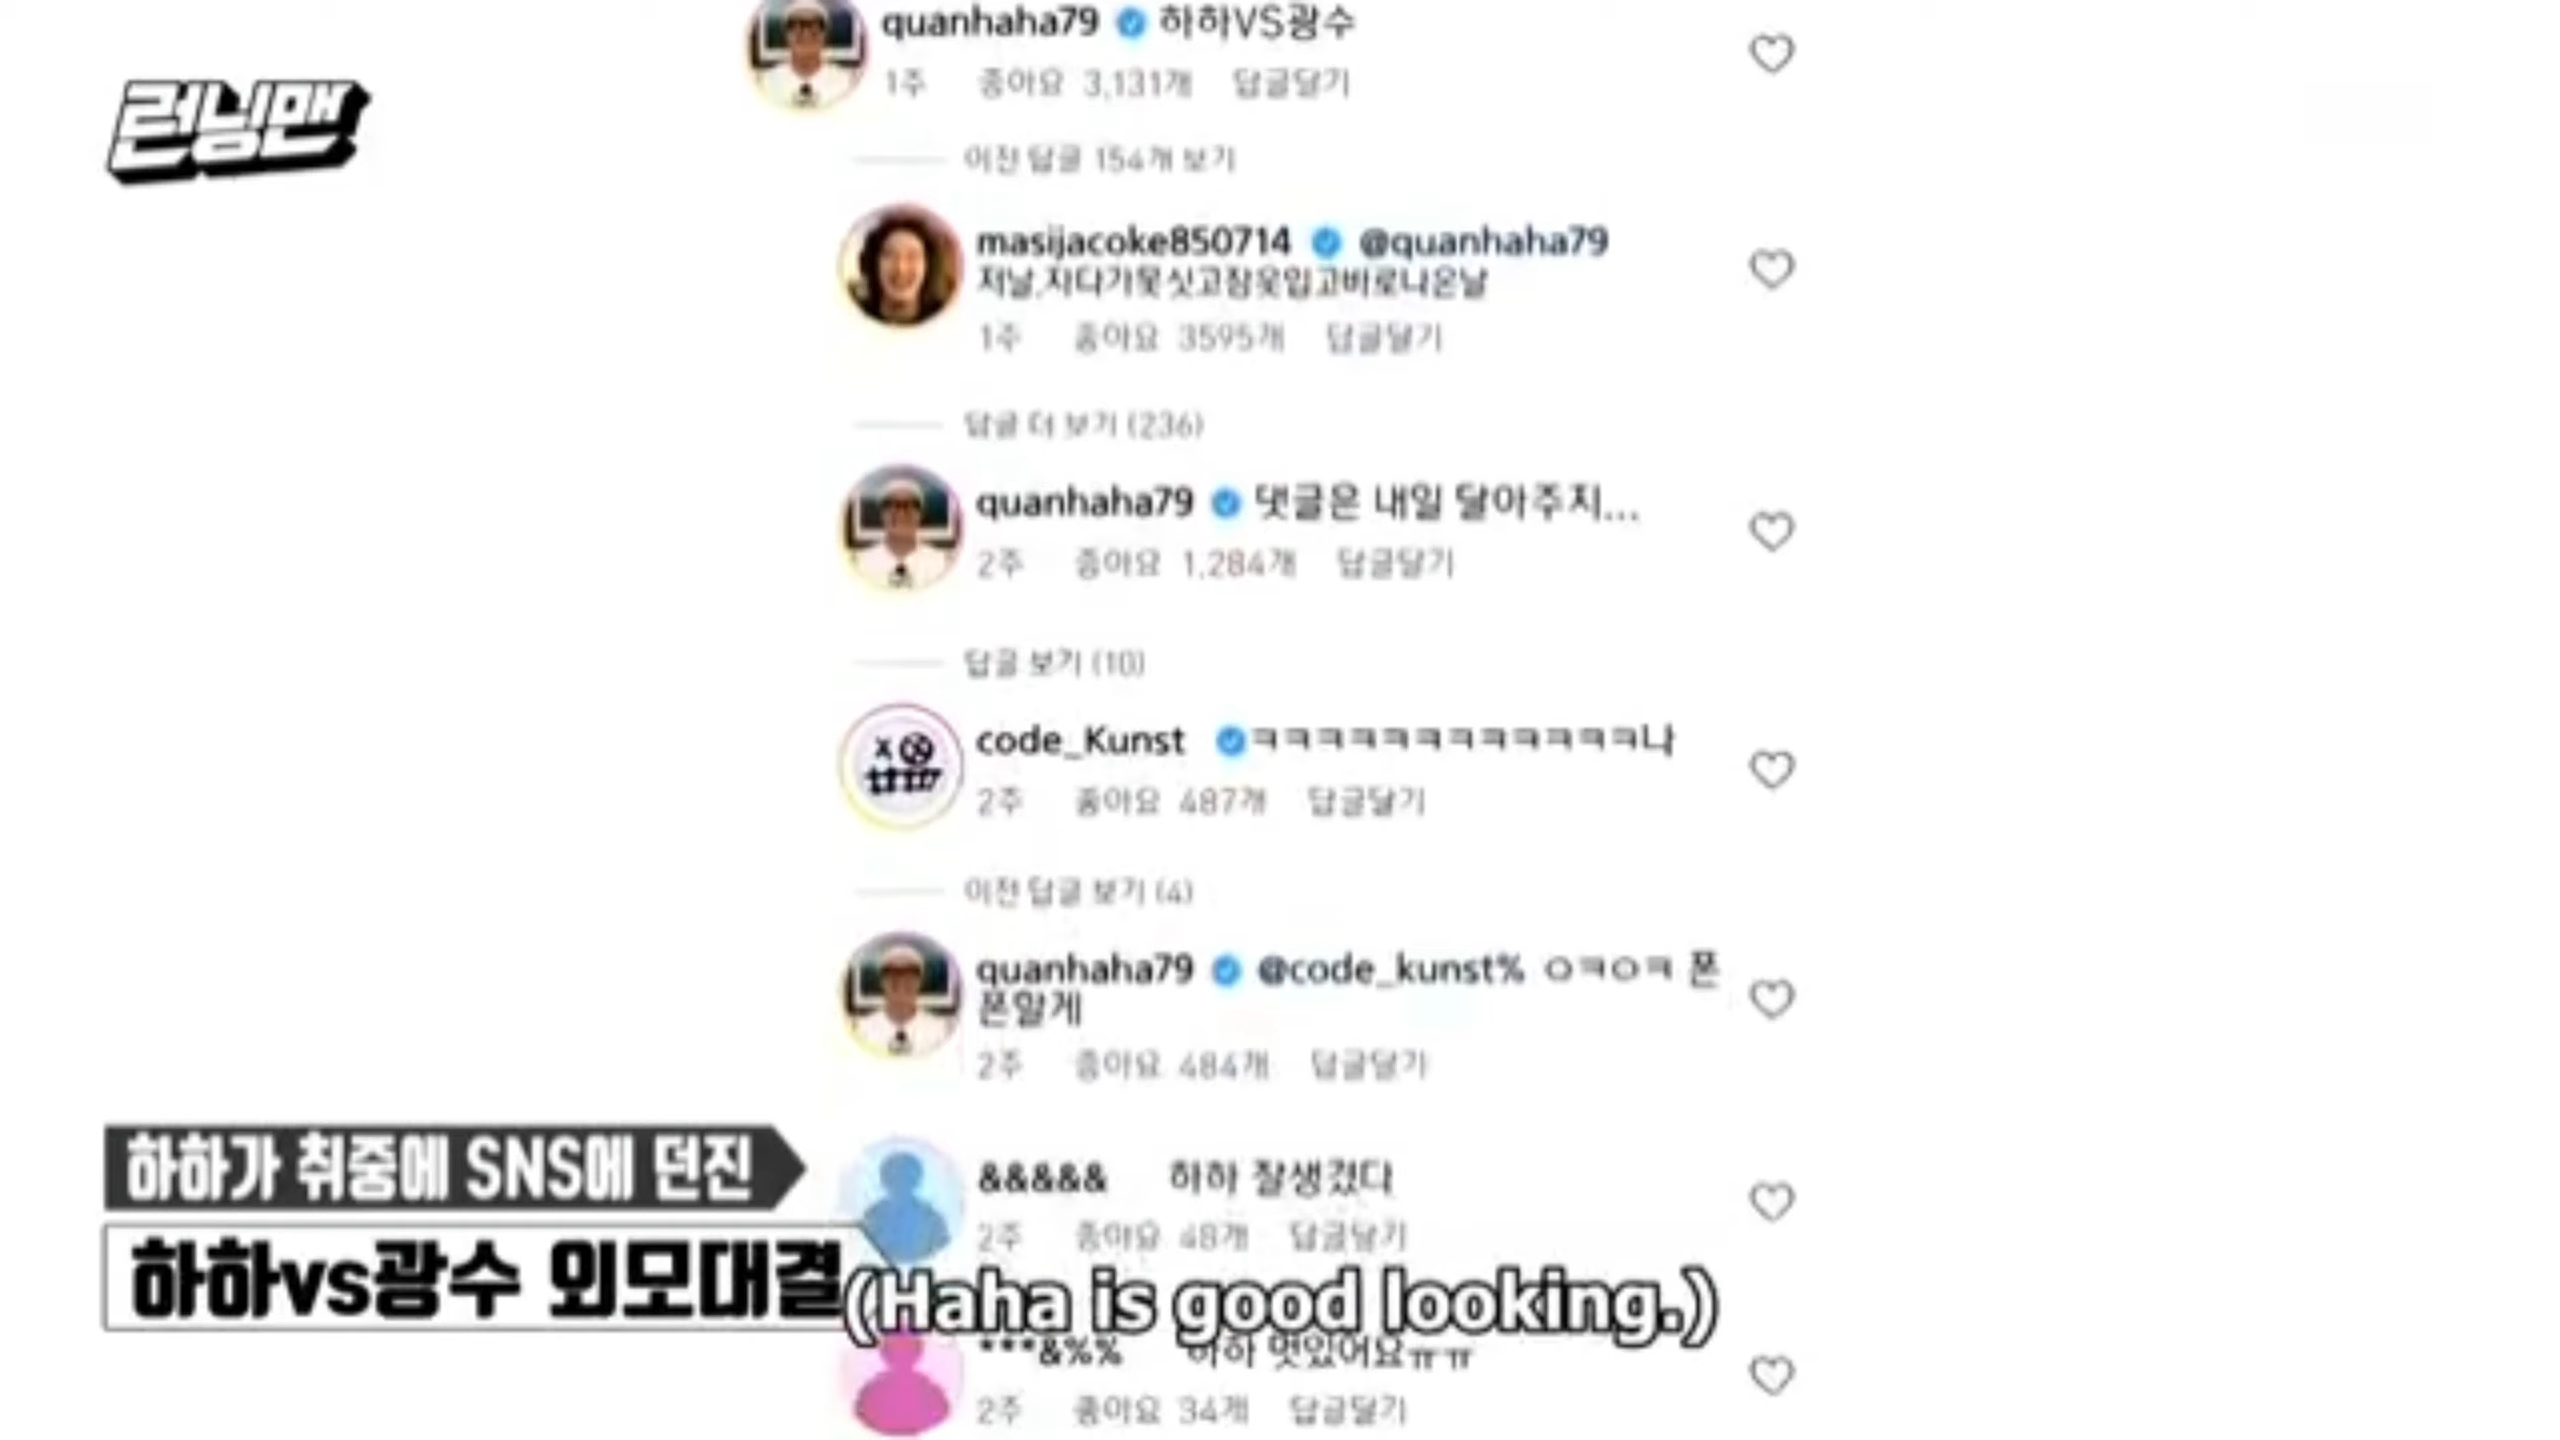 quanhaha79 하하VS광수
1주 좋아요 3,131개 답글달기
런닝맨
이전 답글 154개 보기
masijacoke850714 @quanhaha79
저날,자다가못싯고잠옷입고바로나온날
1주 좋아요 3595개 답글달기
답글 더 보기 (236)
quanhaha79 댓글은 내일 달아주지...
2주 좋아요 1,284개 답글달기
답글 보기 (10)
code_Kunst ㅋㅋㅋㅋㅋㅋㅋㅋㅋㅋㅋㅋ나
2주 좋아요 487개 답글달기
이전 답글 보기 (4)
quanhaha79 @code_kunst% ㅇㅋㅇㅋ 폰
폰알게
2주 좋아요 484개 답글달기
하하가 취중에 SNS에 던진
하하vs광수 외모대결
&&&&& 하하 잘생겼다
2주 좋아요 48개 답글달기
(Haha is good looking.)
***&%% 하하 멋있어요ㅠㅠ
2주 좋아요 34개 답글달기